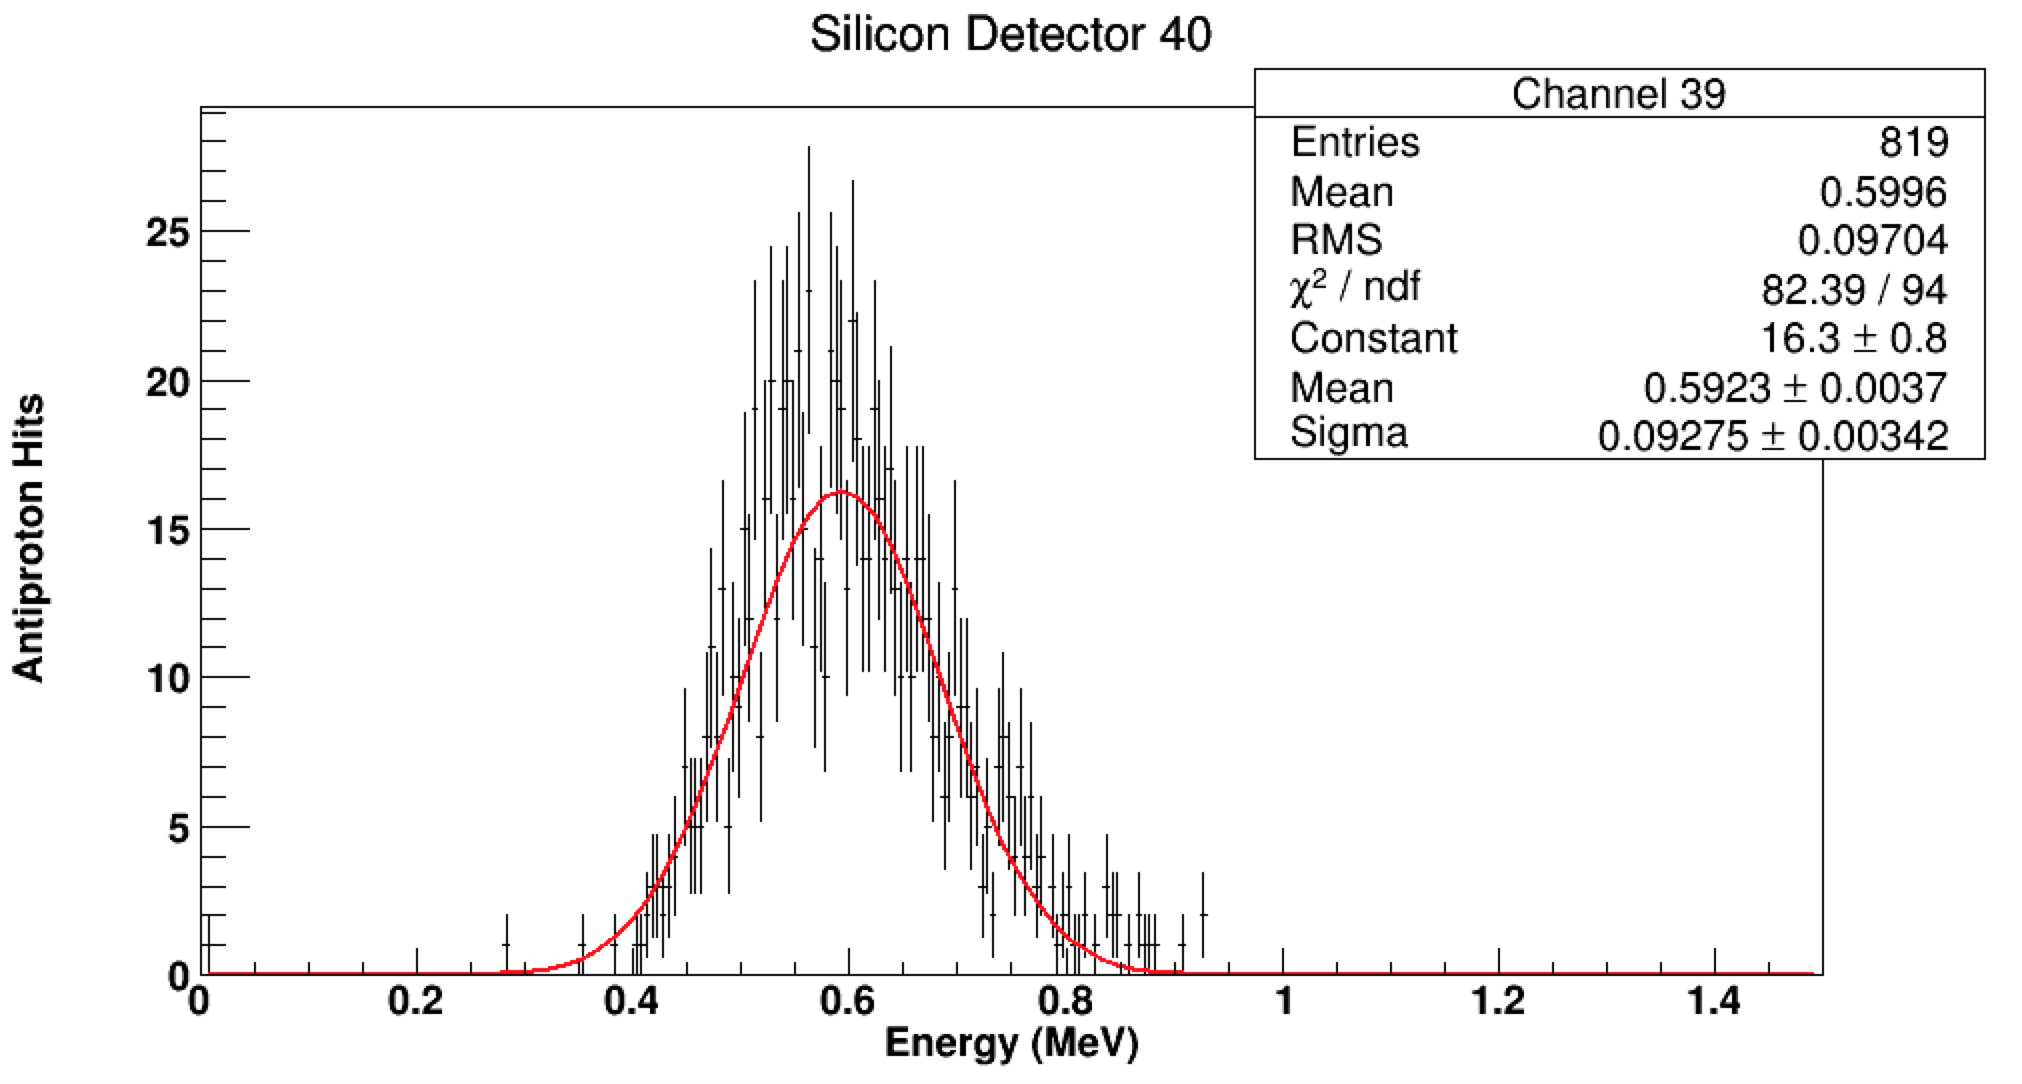 Silicon Detector 40
Channel 39
Entries 819
Mean 0.5996
RMS 0.09704
χ² / ndf 82.39 / 94
Constant 16.3 ± 0.8
Mean 0.5923 ± 0.0037
Sigma 0.09275 ± 0.00342
Antiproton Hits
25
20
15
10
5
0
0 0.2 0.4 0.6 0.8 1 1.2 1.4
Energy (MeV)